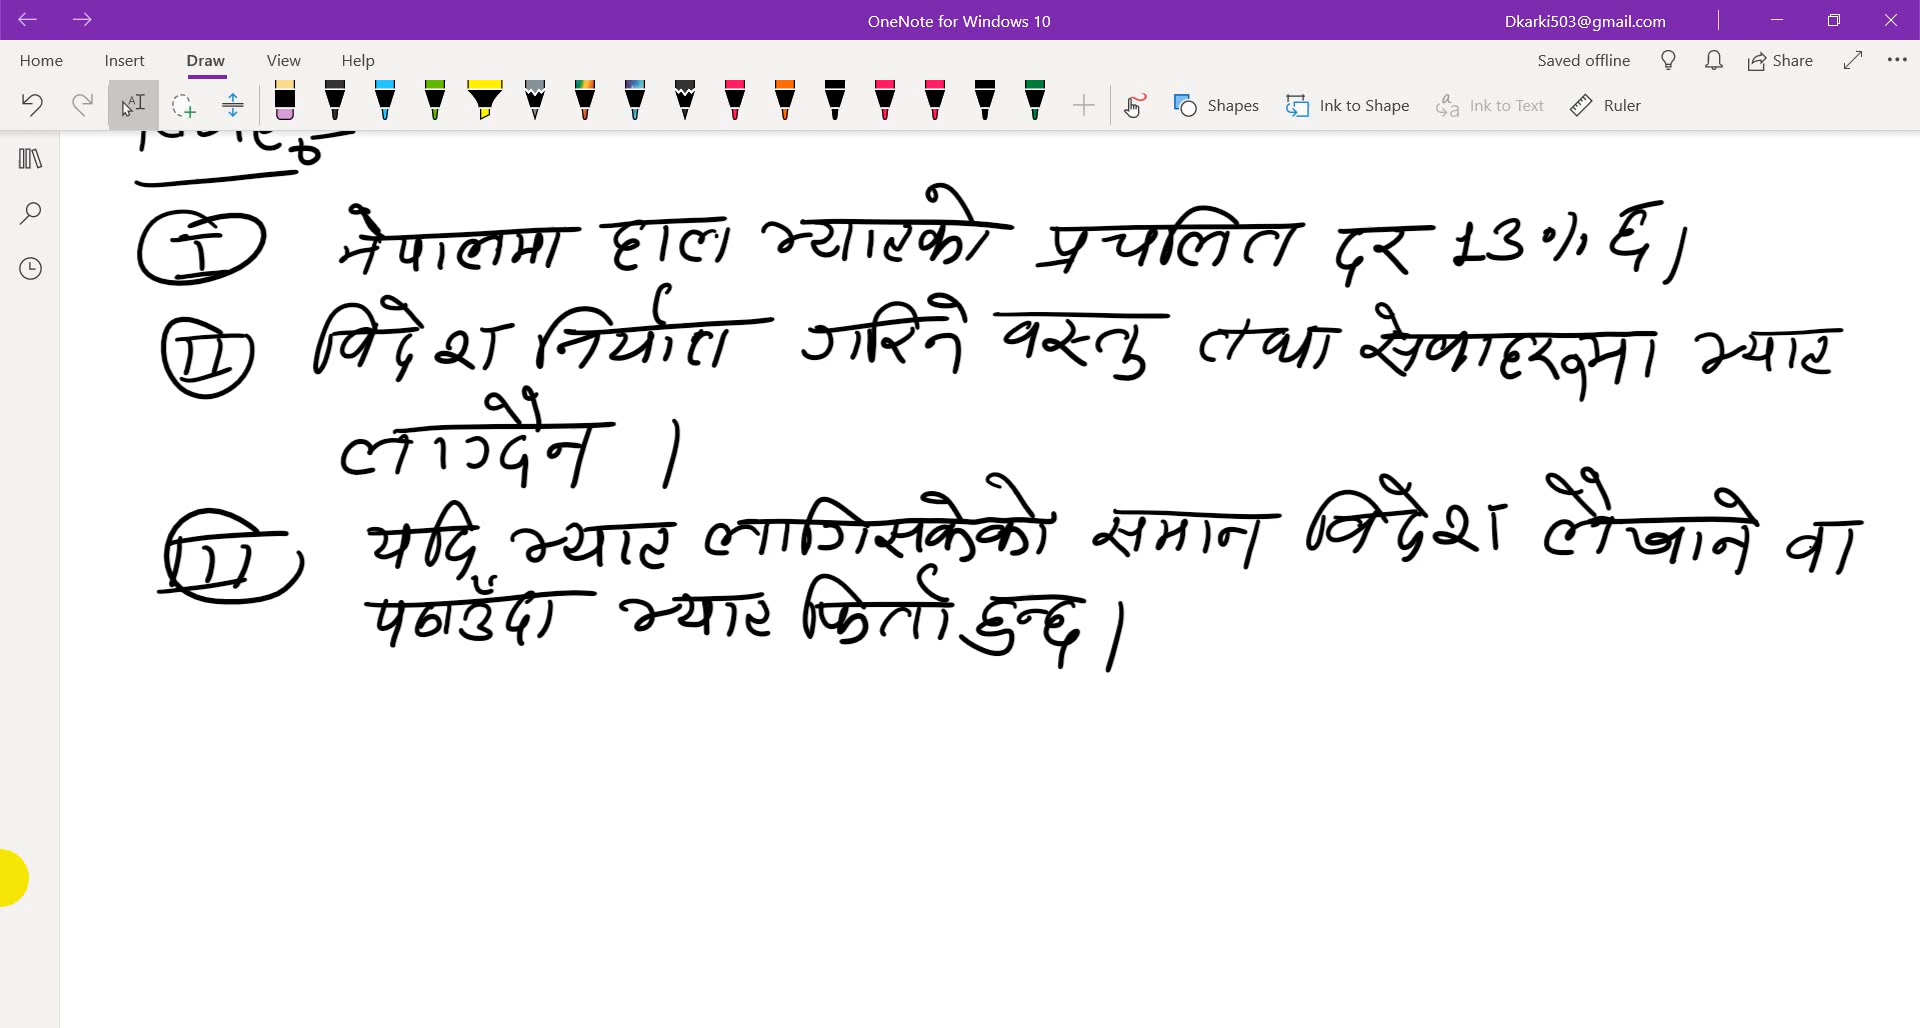 OneNote for Windows 10
Dkarki503@gmail.com
Home Insert Draw View Help
Saved offline Share
Shapes Ink to Shape Ink to Text Ruler
I नेपालमा हाल भ्याटको प्रचलित दर 13% छ।
II विदेश निर्यात गरिने वस्तु तथा सेवाहरूमा भ्याट
लाग्दैन ।
III यदि भ्याट लागिसकेको समान विदेश लैजाने वा
पठाउँदा भ्याट फिर्ता हुन्छ।